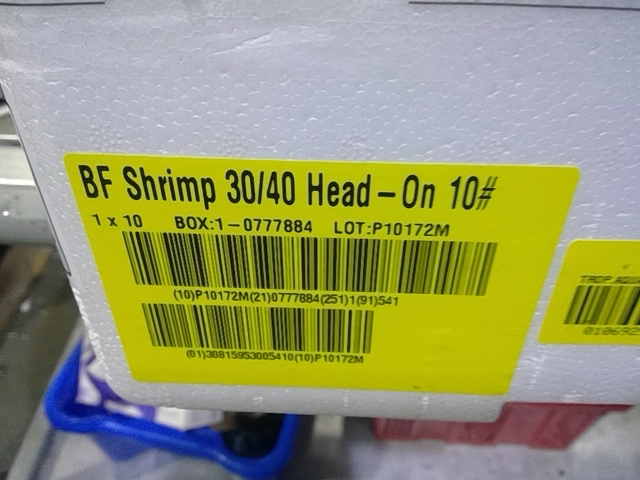 BF Shrimp 30/40 Head-On 10#
1 x 10 BOX:1-0777884 LOT:P10172M
(10)P10172M(21)0777884(251)1(91)541
(01)30815953005410(10)P10172M
TROP